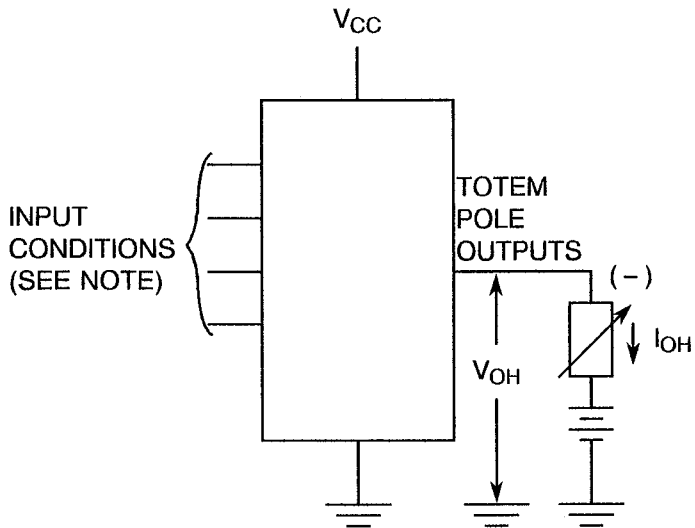 VCC
INPUT
CONDITIONS
(SEE NOTE)
TOTEM
POLE
OUTPUTS
(-)
IOH
VOH